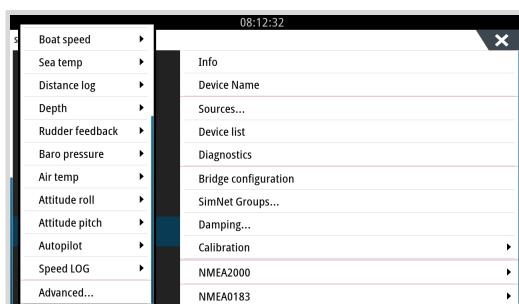 08:12:32
s
Boat speed
Sea temp
Distance log
Depth
Rudder feedback
Baro pressure
Air temp
Attitude roll
Attitude pitch
Autopilot
Speed LOG
Advanced...
Info
Device Name
Sources...
Device list
Diagnostics
Bridge configuration
SimNet Groups...
Damping...
Calibration
NMEA2000
NMEA0183